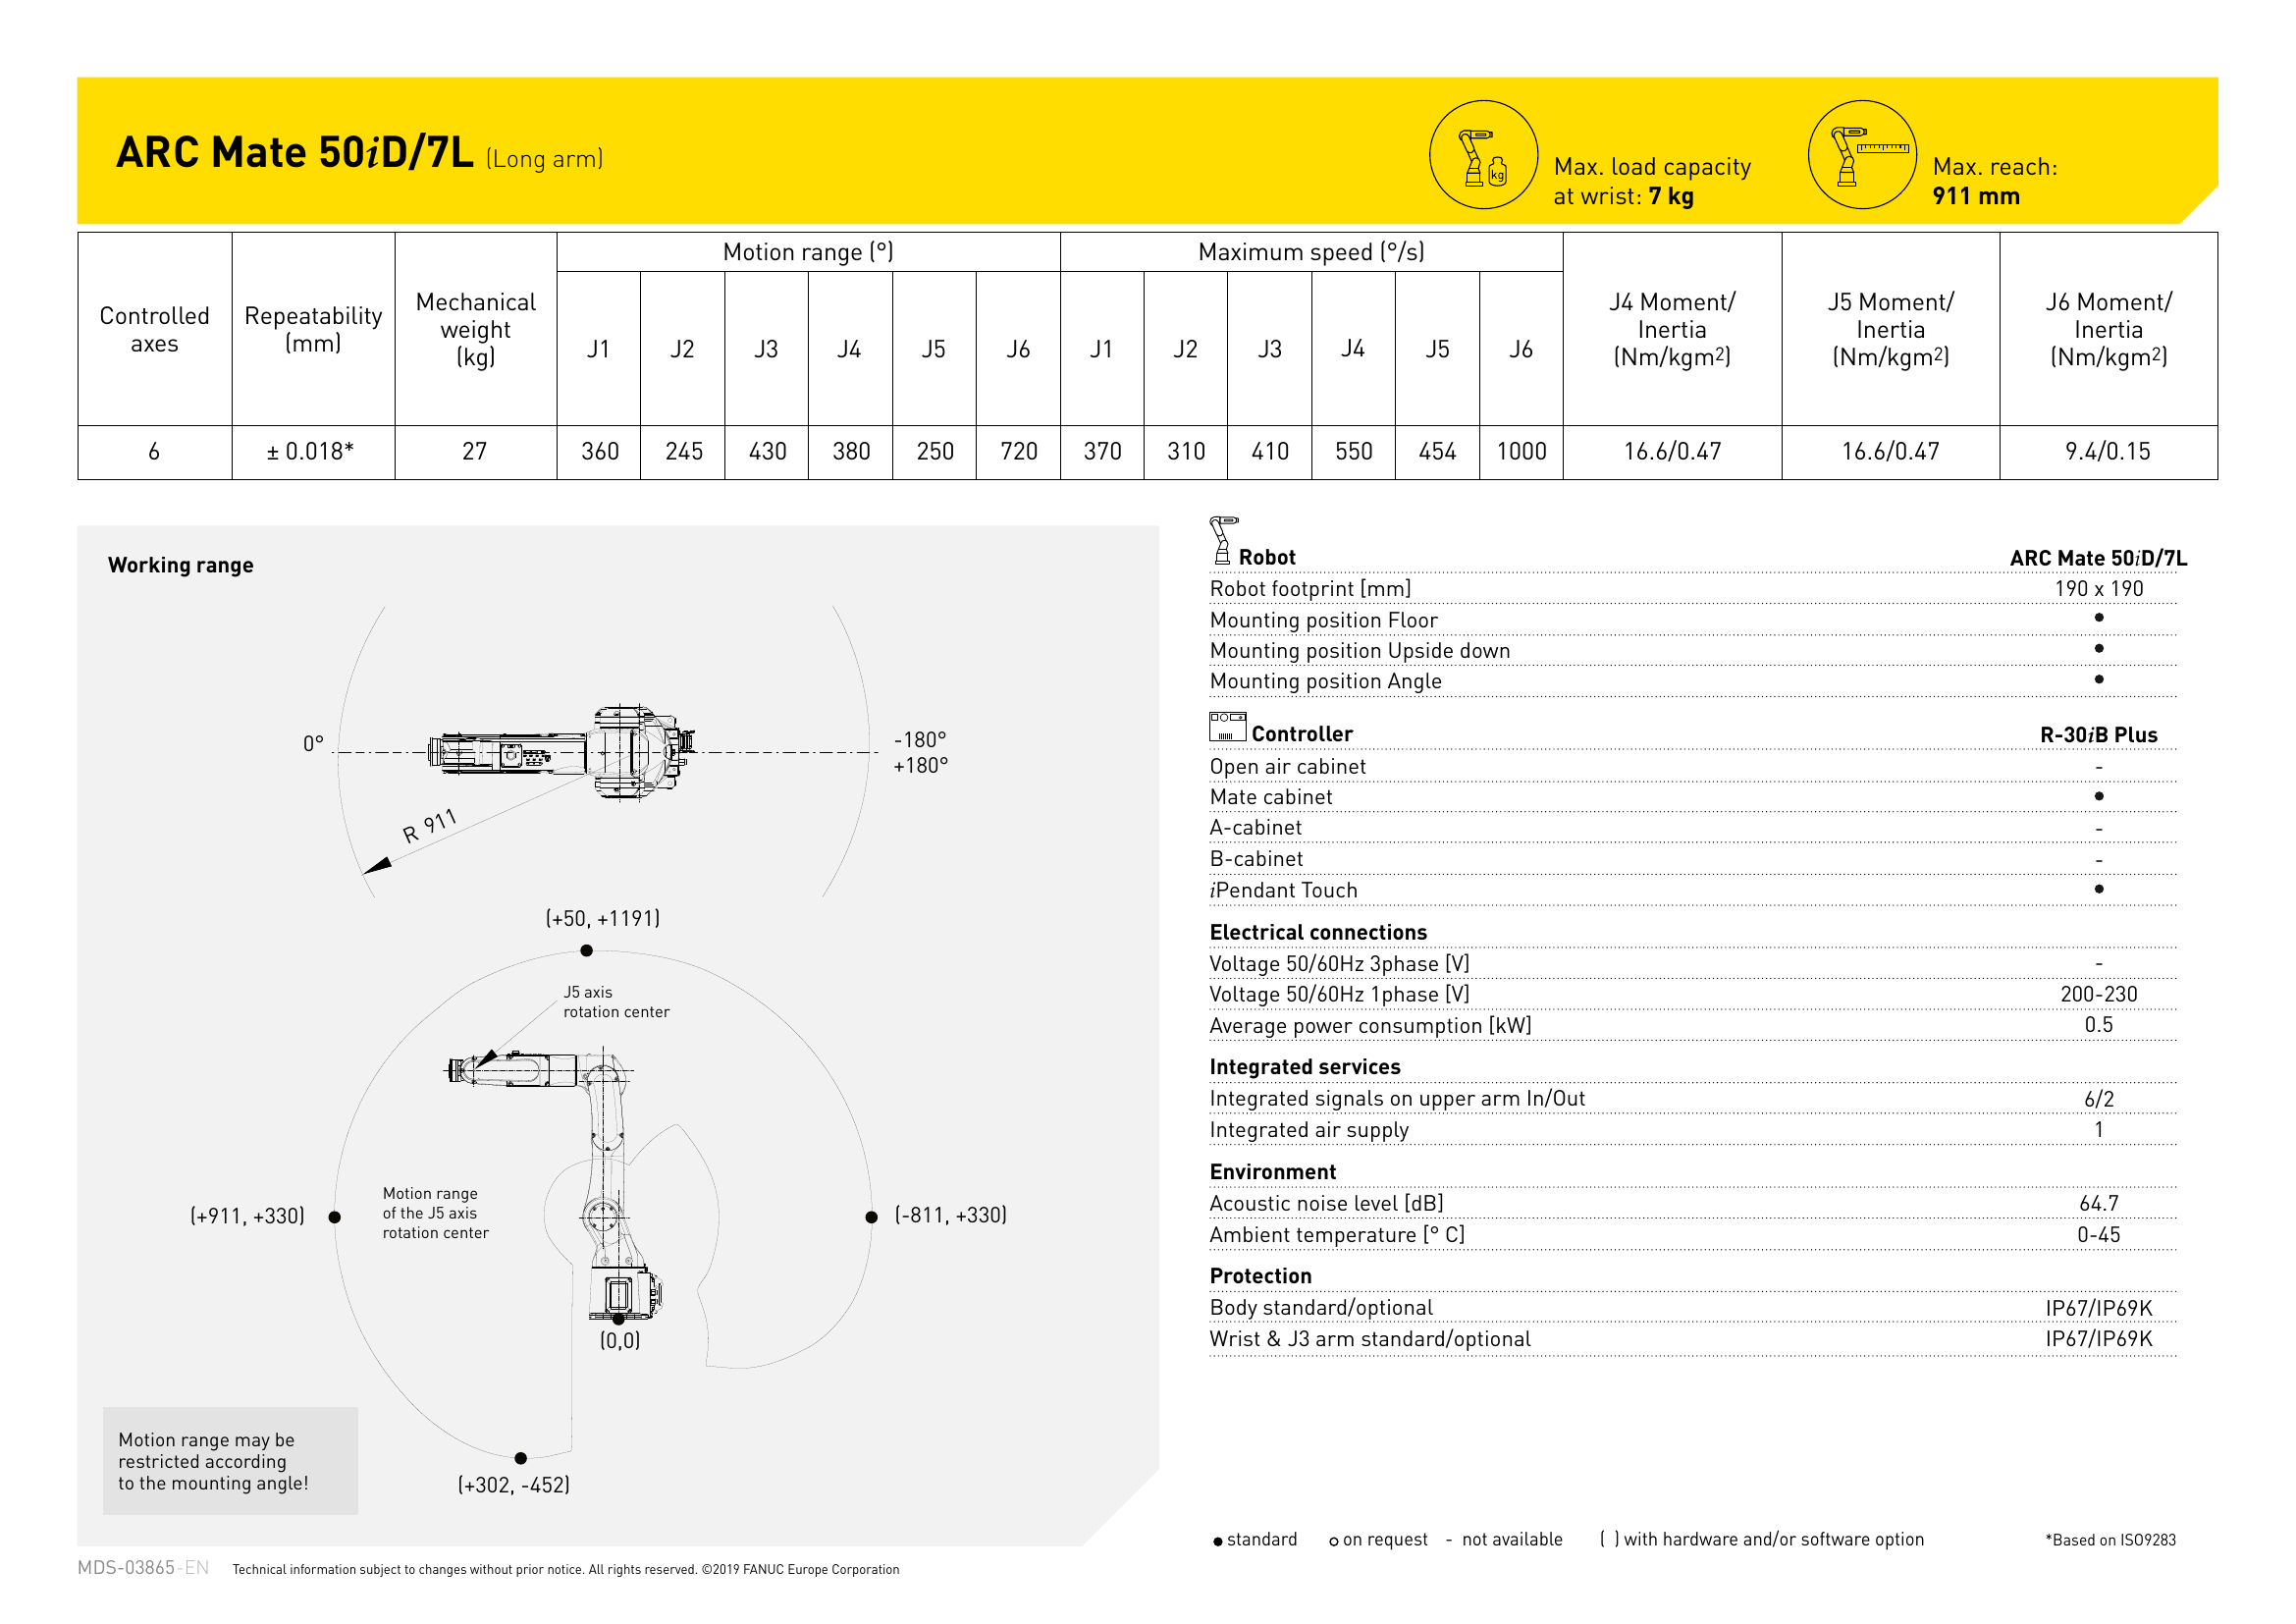 ARC Mate 50iD/7L (Long arm)
kg
Max. load capacity
at wrist: 7 kg
Max. reach:
911 mm
Controlled
axes
Repeatability
(mm)
Mechanical
weight
(kg)
Motion range (°)
Maximum speed (°/s)
J1 J2 J3 J4 J5 J6 J1 J2 J3 J4 J5 J6
J4 Moment/
Inertia
(Nm/kgm2)
J5 Moment/
Inertia
(Nm/kgm2)
J6 Moment/
Inertia
(Nm/kgm2)
6 ± 0.018* 27 360 245 430 380 250 720 370 310 410 550 454 1000 16.6/0.47 16.6/0.47 9.4/0.15
Working range
0°
-180°
+180°
R 911
(+50, +1191)
J5 axis
rotation center
Motion range
of the J5 axis
rotation center
(+911, +330)
(-811, +330)
(0,0)
(+302, -452)
Motion range may be
restricted according
to the mounting angle!
Robot ARC Mate 50iD/7L
Robot footprint [mm] 190 x 190
Mounting position Floor ●
Mounting position Upside down ●
Mounting position Angle ●
Controller R-30iB Plus
Open air cabinet -
Mate cabinet ●
A-cabinet -
B-cabinet -
iPendant Touch ●
Electrical connections
Voltage 50/60Hz 3phase [V] -
Voltage 50/60Hz 1phase [V] 200-230
Average power consumption [kW] 0.5
Integrated services
Integrated signals on upper arm In/Out 6/2
Integrated air supply 1
Environment
Acoustic noise level [dB] 64.7
Ambient temperature [° C] 0-45
Protection
Body standard/optional IP67/IP69K
Wrist & J3 arm standard/optional IP67/IP69K
● standard ○ on request - not available ( ) with hardware and/or software option *Based on ISO9283
MDS-03865-EN Technical information subject to changes without prior notice. All rights reserved. ©2019 FANUC Europe Corporation